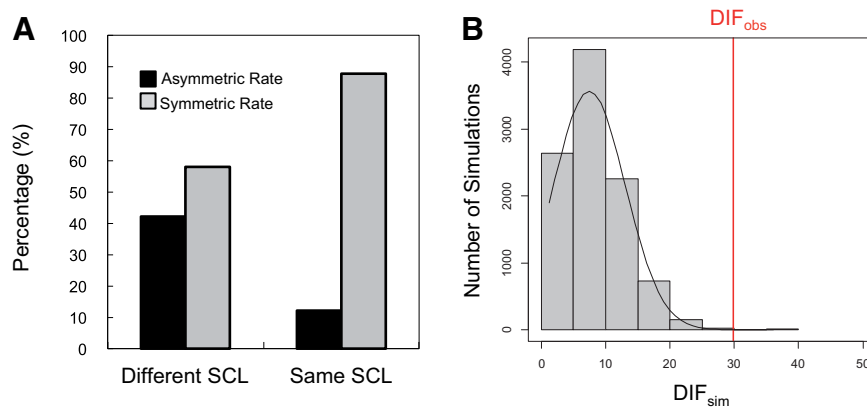 A
100
90
80
70
60
50
40
30
20
10
0
Percentage (%)
Asymmetric Rate
Symmetric Rate
Different SCL
Same SCL
B
DIFobs
4000
3000
2000
1000
0
Number of Simulations
0 10 20 30 40 50
DIFsim